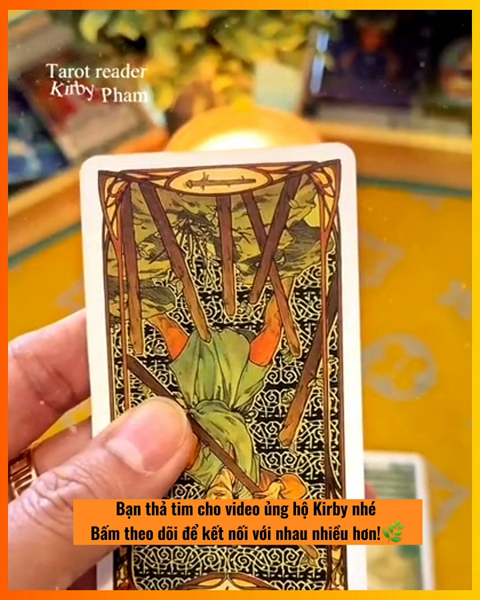 Tarot reader
Kirby Pham
Bạn thả tim cho video ủng hộ Kirby nhé
Bấm theo dõi để kết nối với nhau nhiều hơn!🌿